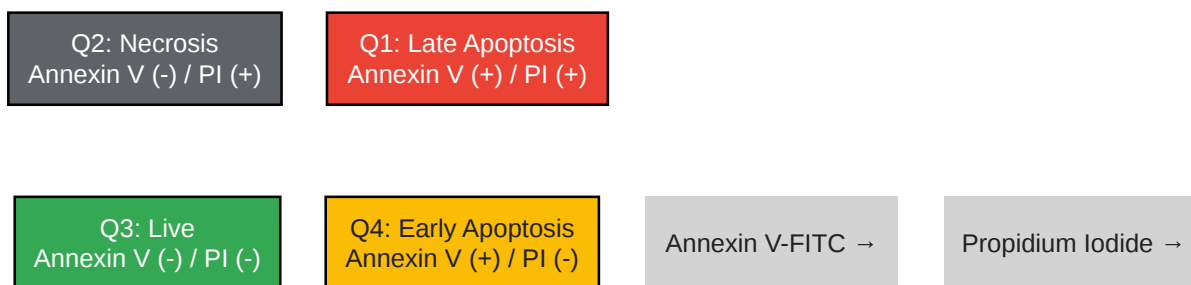 Q2: Necrosis
Annexin V (-) / PI (+)
Q1: Late Apoptosis
Annexin V (+) / PI (+)
Q3: Live
Annexin V (-) / PI (-)
Q4: Early Apoptosis
Annexin V (+) / PI (-)
Annexin V-FITC →
Propidium Iodide →